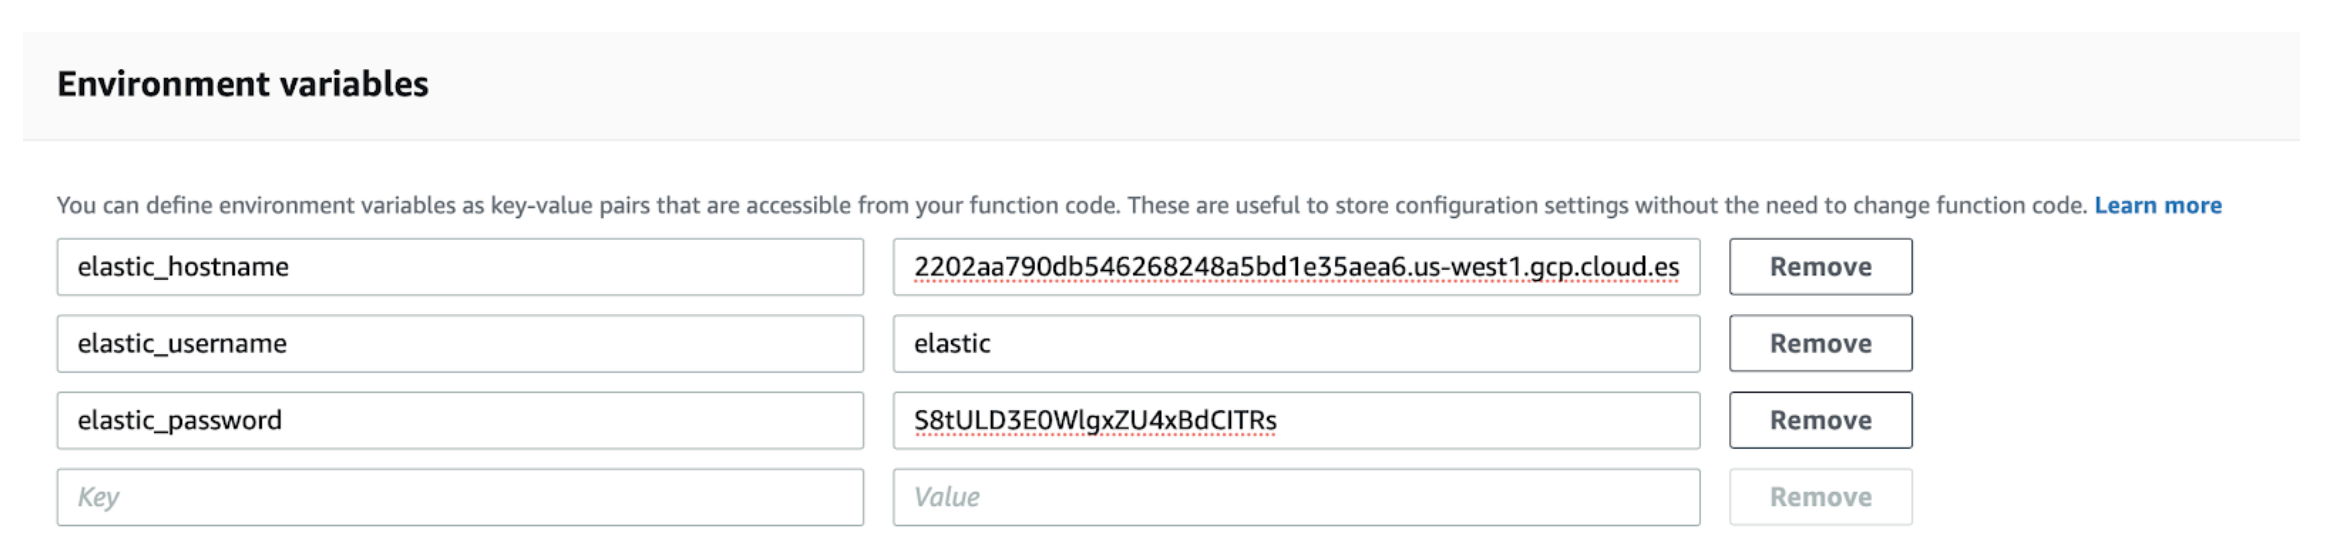 Environment variables
You can define environment variables as key-value pairs that are accessible from your function code. These are useful to store configuration settings without the need to change function code. Learn more
elastic_hostname 2202aa790db546268248a5bd1e35aea6.us-west1.gcp.cloud.es Remove
elastic_username elastic Remove
elastic_password S8tULD3E0WlgxZU4xBdCITRs Remove
Key Value Remove